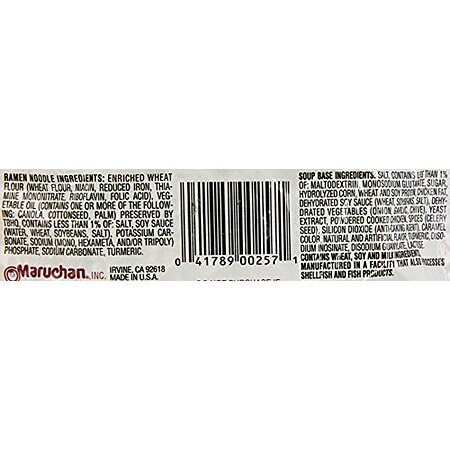 RAMEN NOODLE INGREDIENTS: ENRICHED WHEAT
FLOUR (WHEAT FLOUR, NIACIN, REDUCED IRON, THIA-
MINE MONONITRATE, RIBOFLAVIN, FOLIC ACID), VEG-
ETABLE OIL (CONTAINS ONE OR MORE OF THE FOLLOW-
ING: CANOLA, COTTONSEED, PALM) PRESERVED BY
TBHQ, CONTAINS LESS THAN 1% OF: SALT, SOY SAUCE
(WATER, WHEAT, SOYBEANS, SALT), POTASSIUM CAR-
BONATE, SODIUM (MONO), HEXAMETA, AND/OR TRIPOLY)
PHOSPHATE, SODIUM CARBONATE, TURMERIC.
Maruchan, INC.
IRVINE, CA 92618
MADE IN U.S.A.
0 41789 00257 1
SOUP BASE INGREDIENTS: SALT, CONTAINS THAN 1%
OF: MALTODEXTRIN, MONOSODIUM GLUTAMATE, SUGAR,
HYDROLYZED CORN, WHEAT AND SOY PROTEIN, CHICKEN FAT,
DEHYDRATED SOY SAUCE (WHEAT, SOYBEANS, SALT), DEHY-
DRATED VEGETABLES (ONION, GARLIC, CHIVE), YEAST
EXTRACT, POWDERED COOKED CHICKEN, SPICES (CELERY
SEED), SILICON DIOXIDE (ANTI-CAKING AGENT), CARAMEL
COLOR, NATURAL AND ARTIFICIAL FLAVOR, TURMERIC, DISO-
DIUM INOSINATE, DISODIUM GUANYLATE, LACTOSE.
CONTAINS WHEAT, SOY AND MILK INGREDIENT.
MANUFACTURED IN A FACILITY THAT ALSO PROCESSES
SHELLFISH AND FISH PRODUCTS.